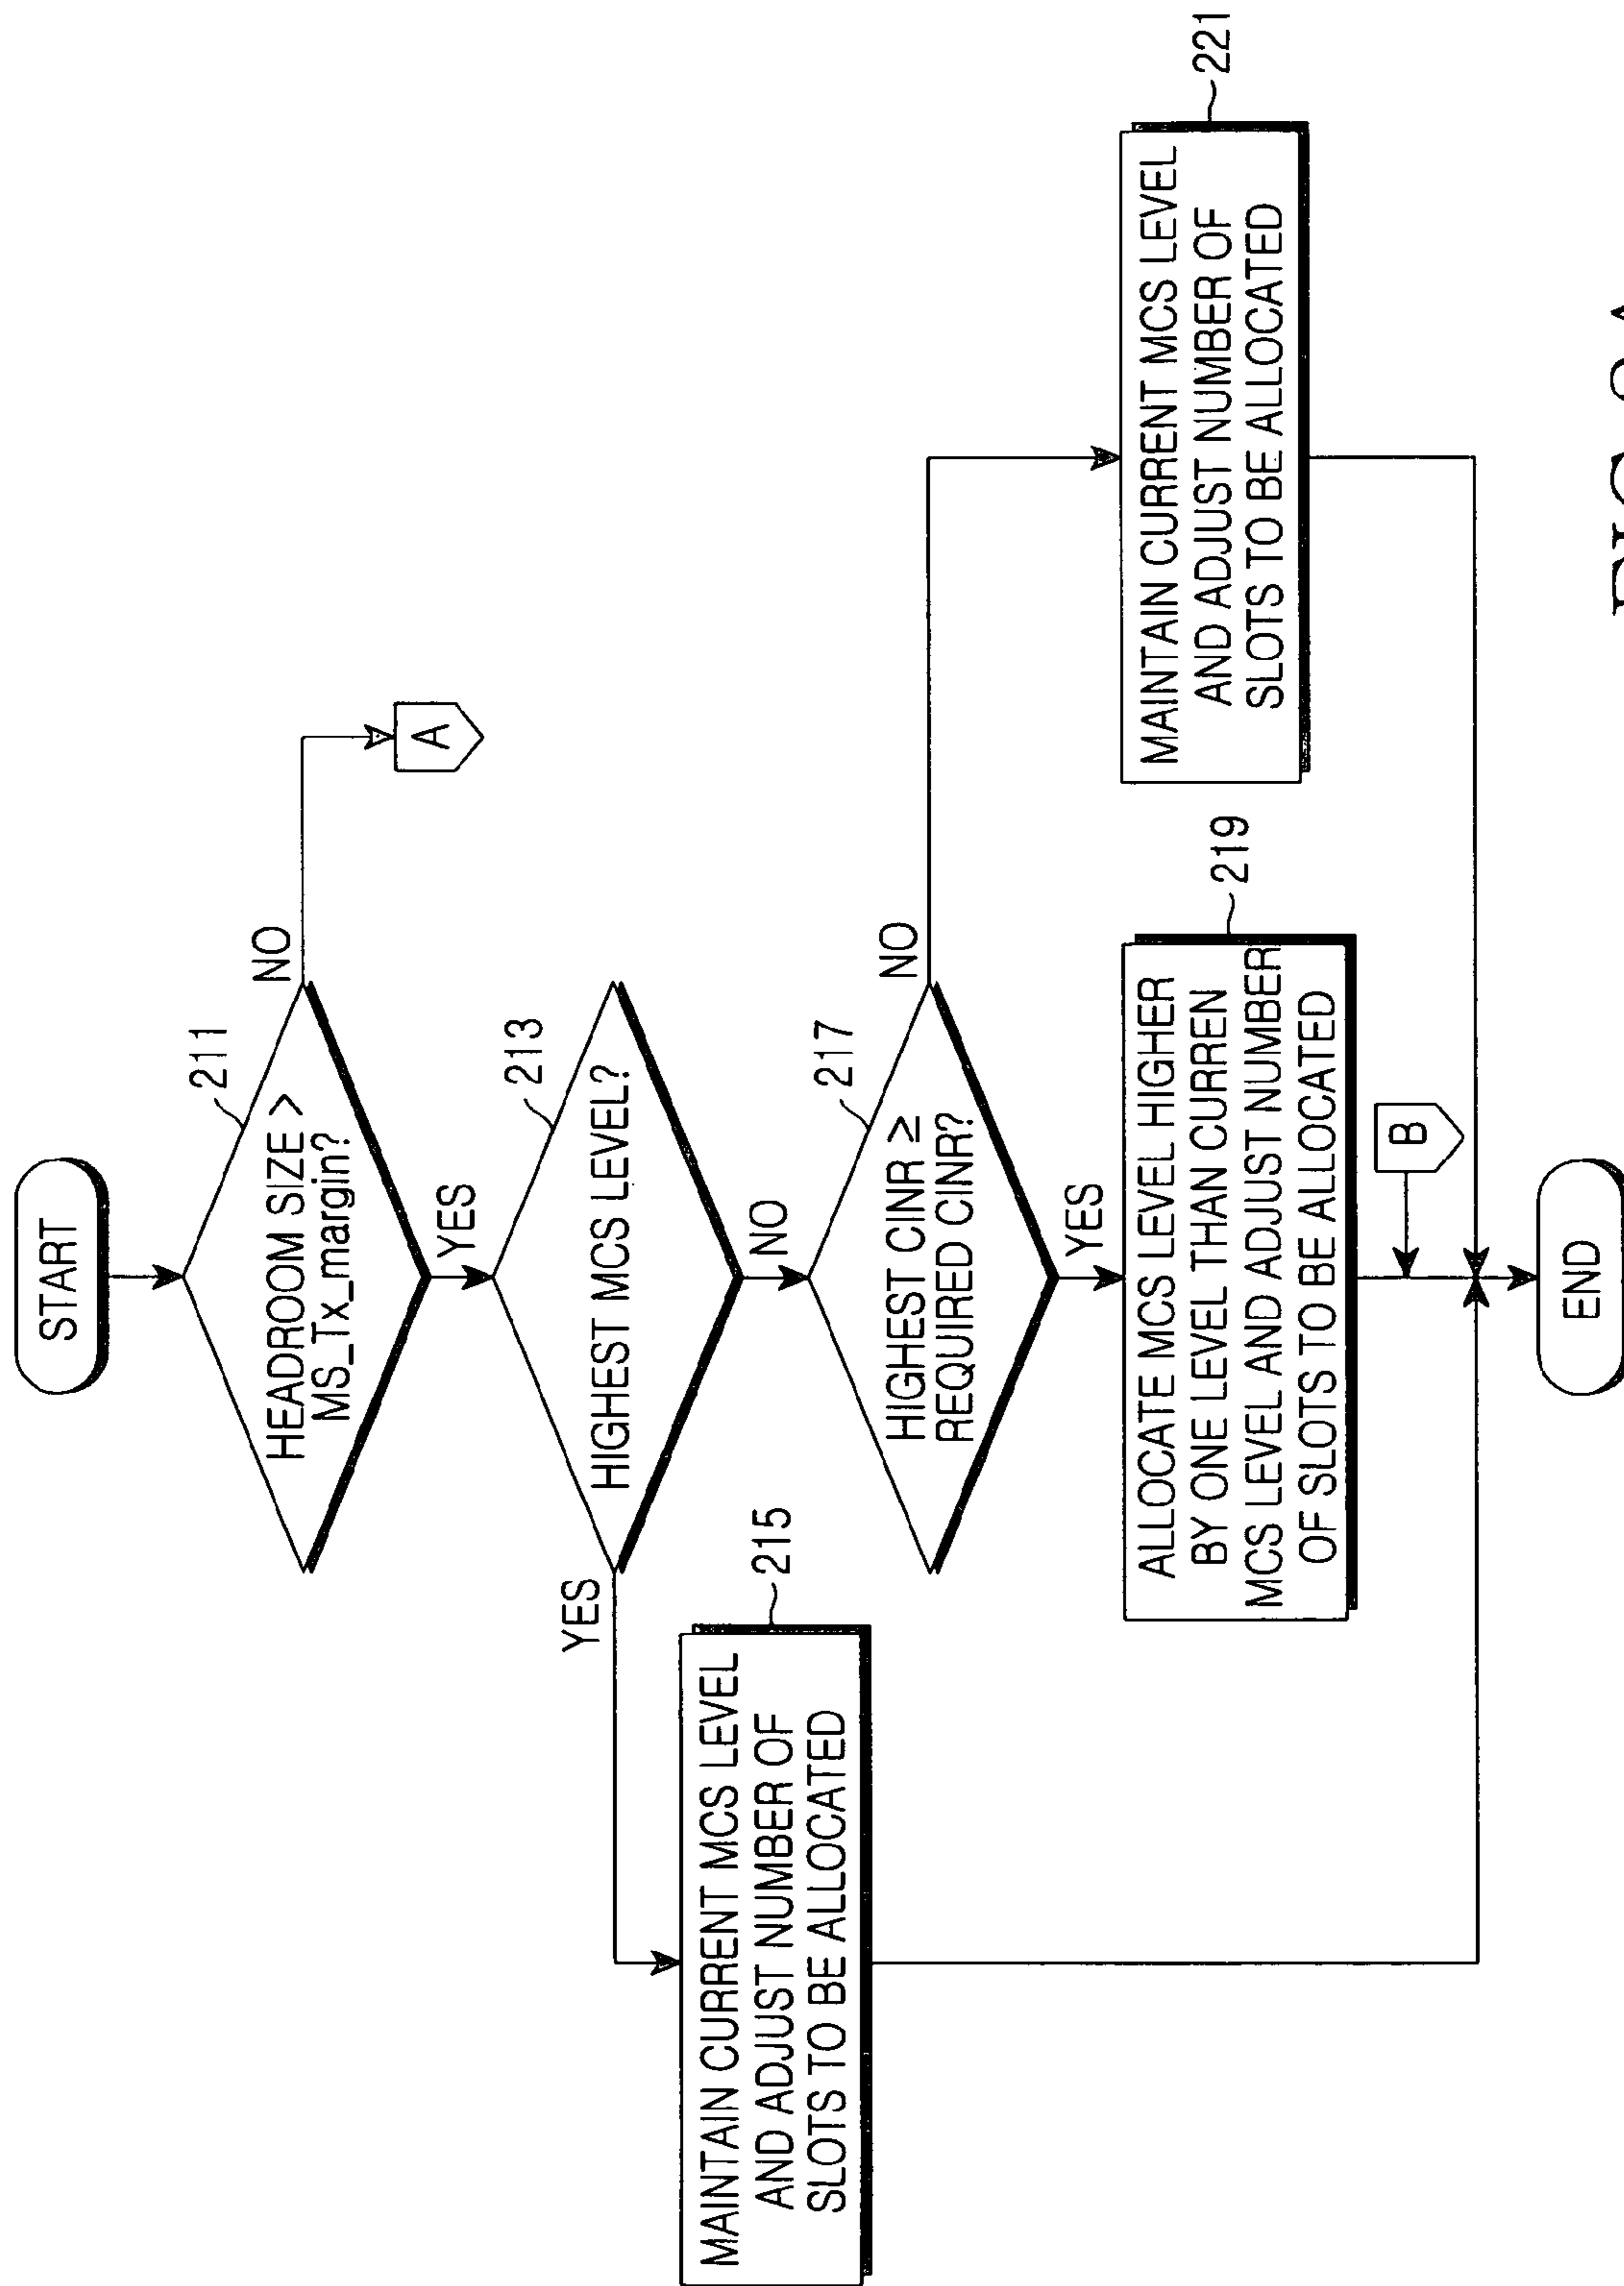 START
211
HEADROOM SIZE >
MS_Tx_margin?
NO
A
YES
213
HIGHEST MCS LEVEL?
YES
215
MAINTAIN CURRENT MCS LEVEL
AND ADJUST NUMBER OF
SLOTS TO BE ALLOCATED
NO
217
HIGHEST CINR ≥
REQUIRED CINR?
NO
YES
219
ALLOCATE MCS LEVEL HIGHER
BY ONE LEVEL THAN CURREN
MCS LEVEL AND ADJUST NUMBER
OF SLOTS TO BE ALLOCATED
221
MAINTAIN CURRENT MCS LEVEL
AND ADJUST NUMBER OF
SLOTS TO BE ALLOCATED
B
END